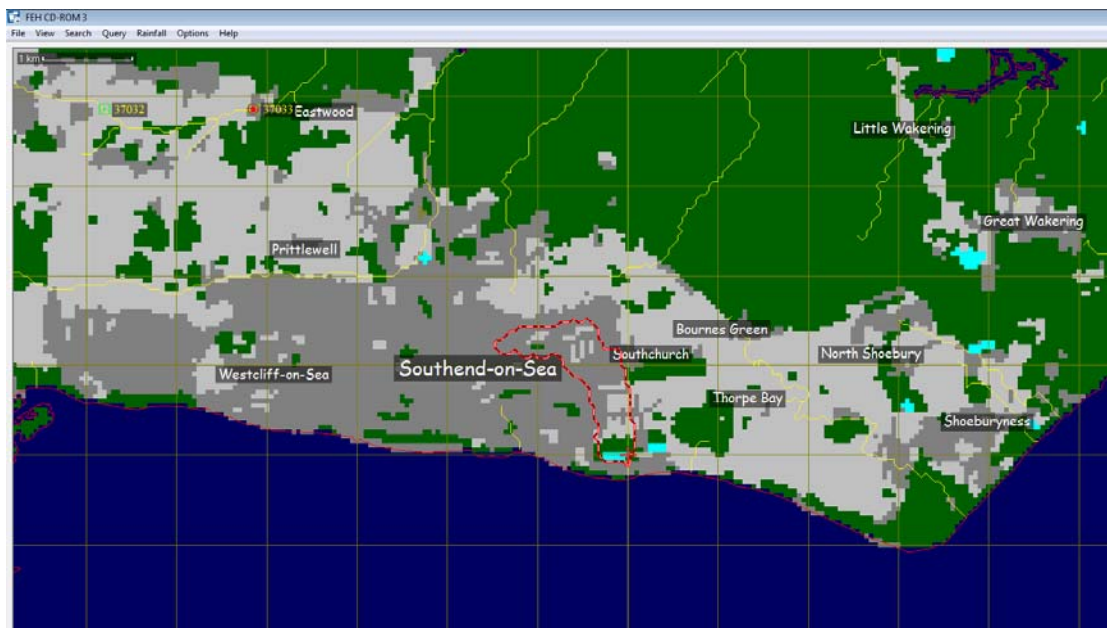 FEH CD-ROM 3
File View Search Query Rainfall Options Help
1 km
37032
37033
Eastwood
Little Wakering
Great Wakering
Prittlewell
Bournes Green
Southchurch
North Shoebury
Southend-on-Sea
Westcliff-on-Sea
Thorpe Bay
Shoeburyness